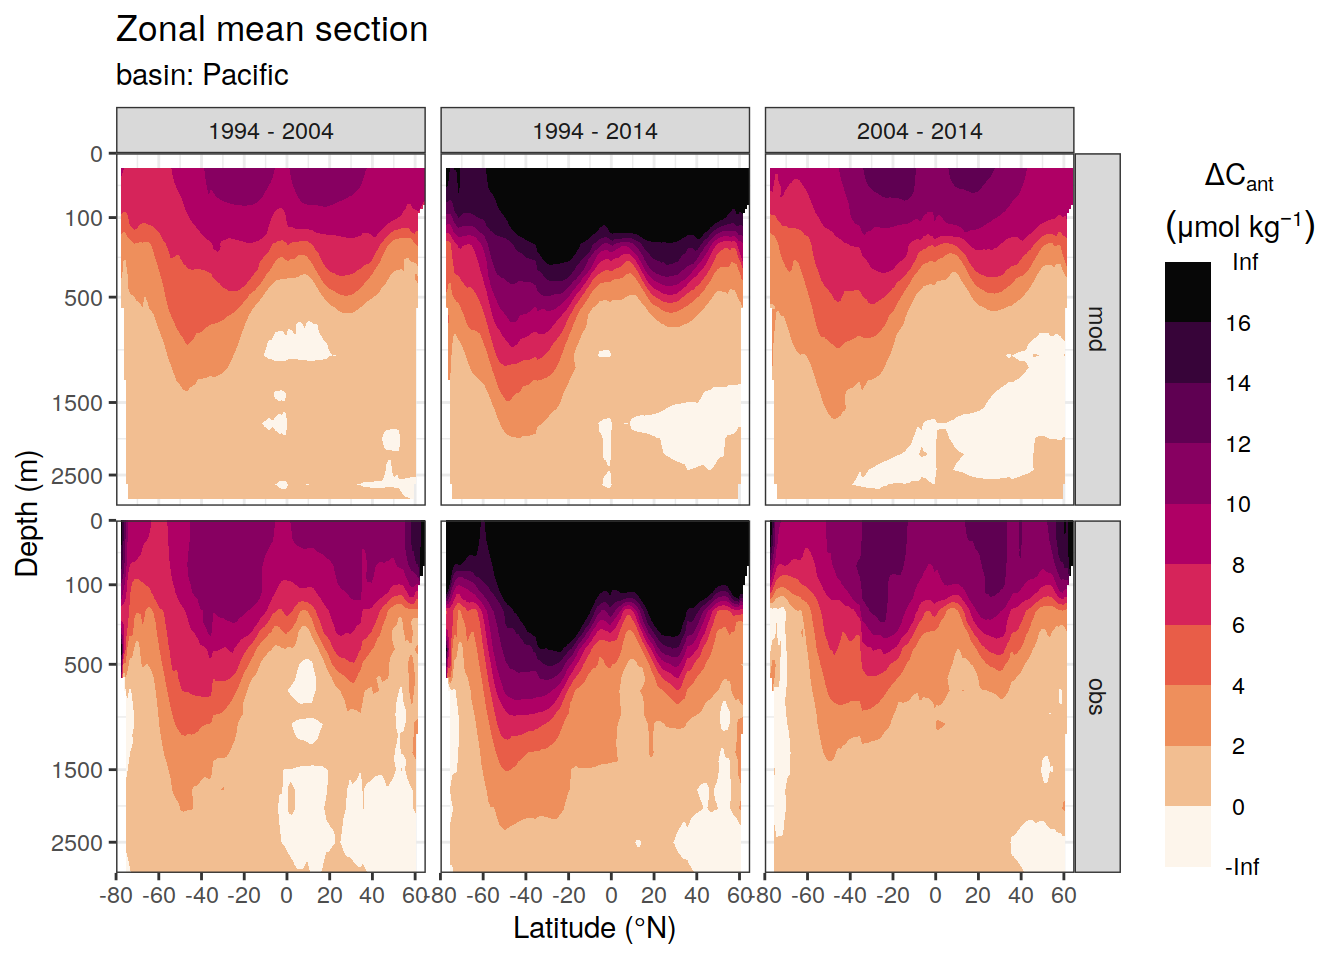 Zonal mean section
basin: Pacific
1994 - 2004
1994 - 2014
2004 - 2014
mod
obs
Depth (m)
0
100
500
1500
2500
0
100
500
1500
2500
-80 -60 -40 -20 0 20 40 60
-80 -60 -40 -20 0 20 40 60
-80 -60 -40 -20 0 20 40 60
Latitude (°N)
ΔCant
(μmol kg⁻¹)
Inf
16
14
12
10
8
6
4
2
0
-Inf